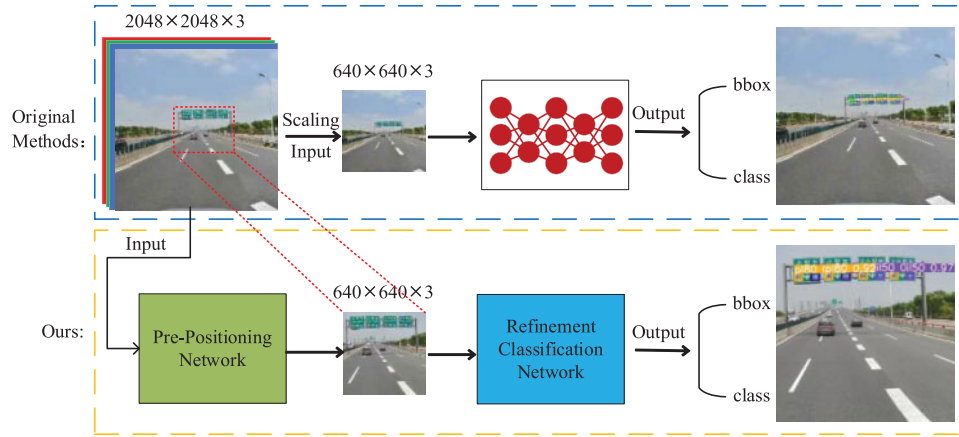 2048×2048×3
640×640×3
Original
Methods:
Scaling
Input
Output
bbox
class
Input
640×640×3
Ours:
Pre-Positioning
Network
Refinement
Classification
Network
Output
bbox
class